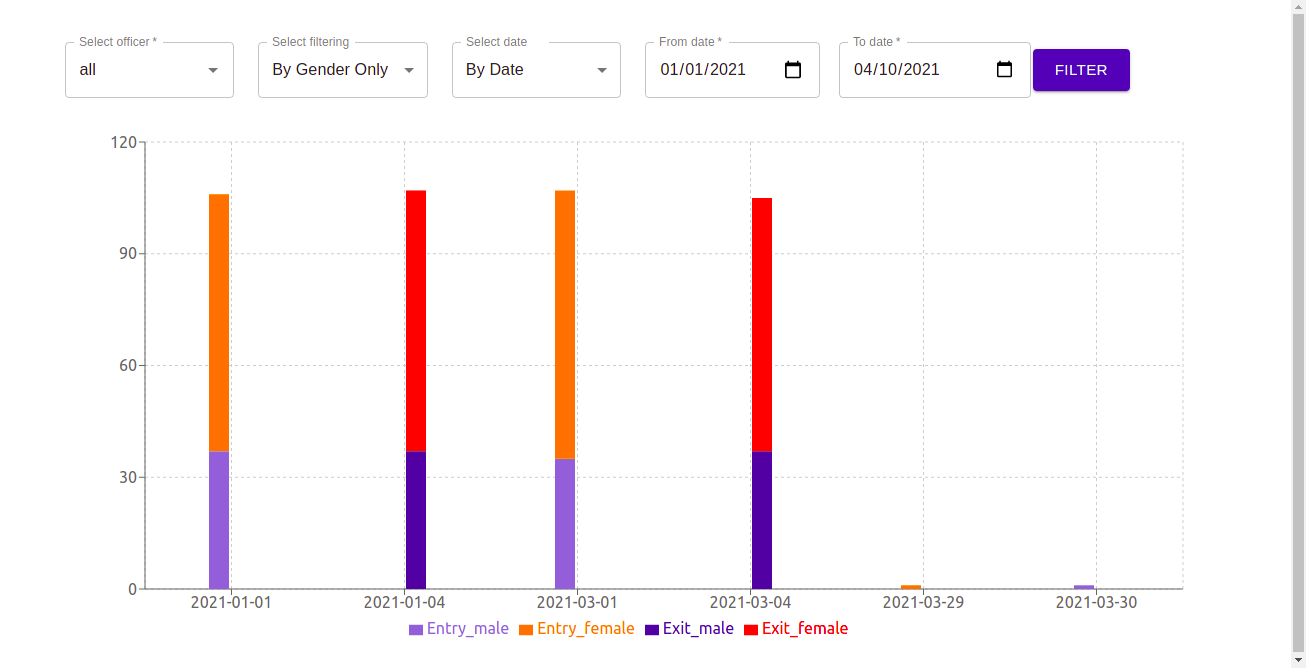 Select officer * Select filtering Select date From date * To date *
all By Gender Only By Date 01/01/2021 04/10/2021 FILTER
120
90
60
30
0
2021-01-01 2021-01-04 2021-03-01 2021-03-04 2021-03-29 2021-03-30
Entry_male Entry_female Exit_male Exit_female